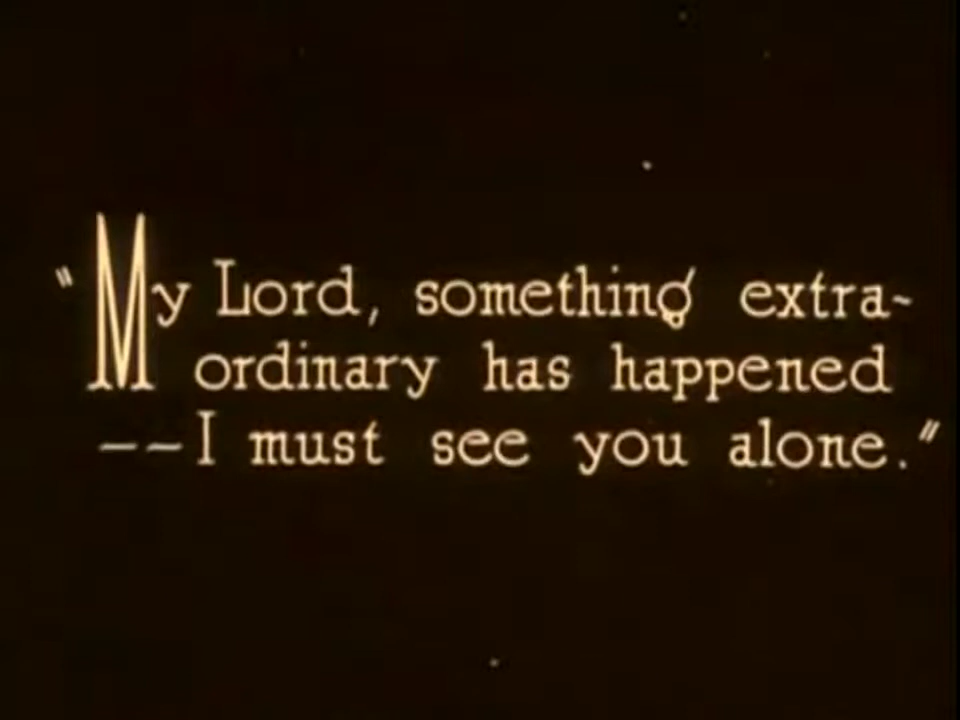 "My Lord, something extra-
ordinary has happened
--I must see you alone."